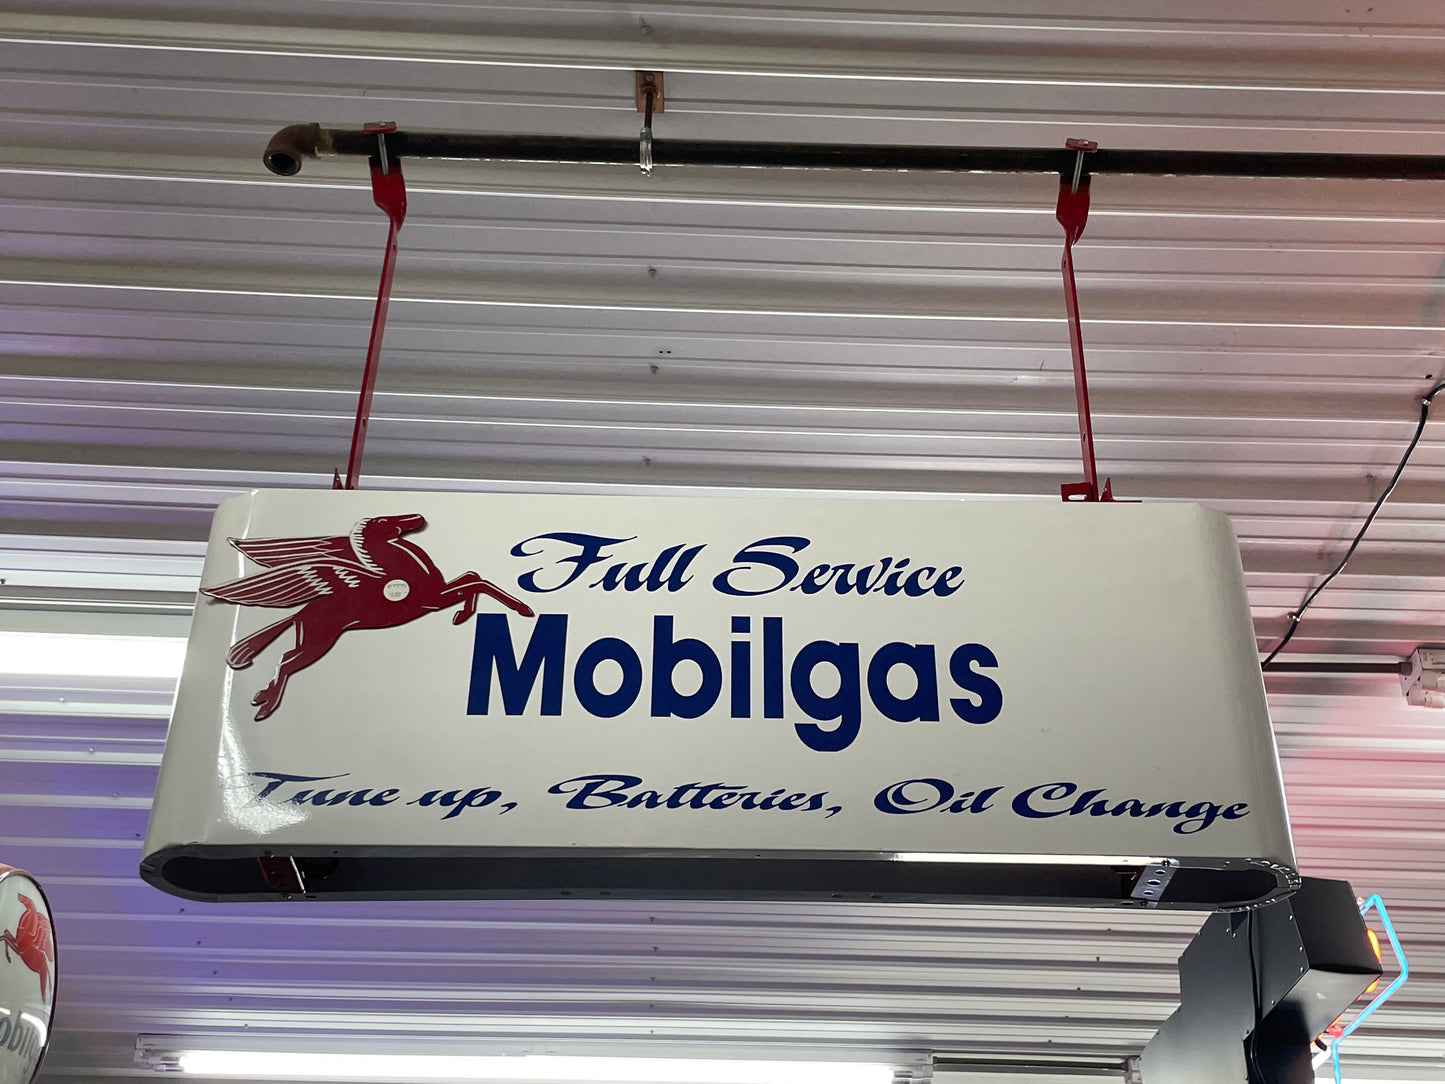 Full Service
Mobilgas
Tune up, Batteries, Oil Change